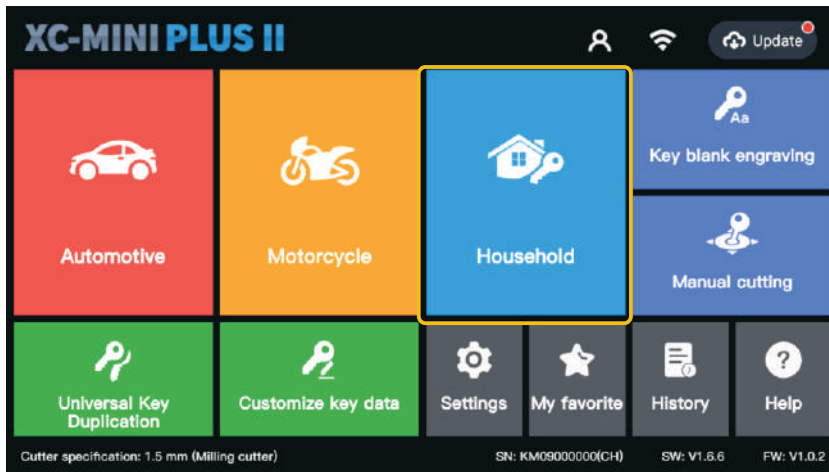 XC-MINI PLUS II
Update
Automotive
Motorcycle
Household
Aa
Key blank engraving
Manual cutting
Universal Key
Duplication
Customize key data
Settings
My favorite
History
?
Help
Cutter specification: 1.5 mm (Milling cutter)
SN: KM09000000(CH)
SW: V1.6.6
FW: V1.0.2